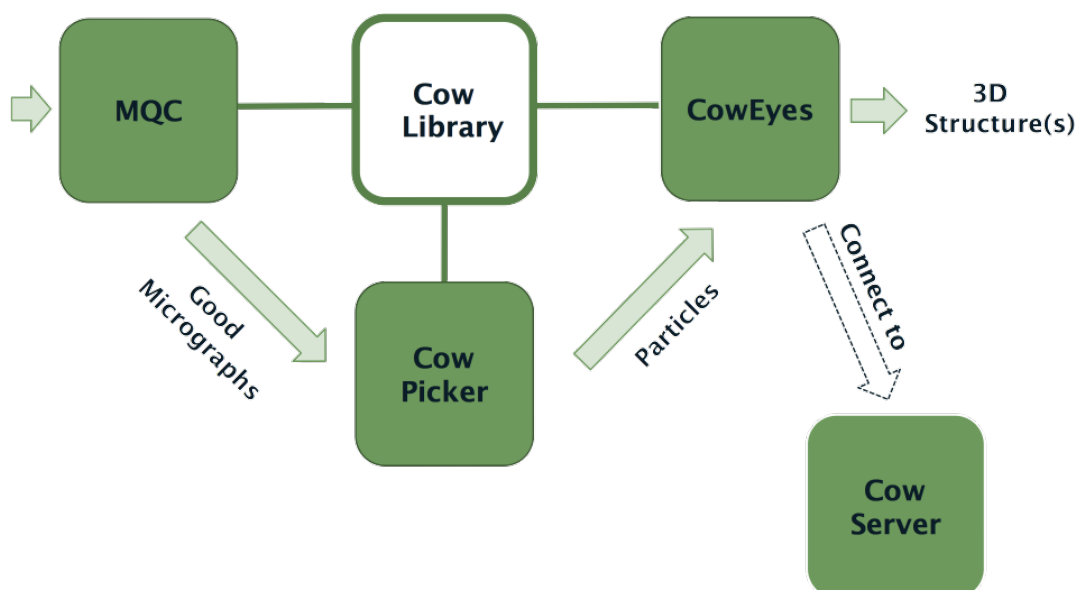 MQC
Cow
Library
CowEyes
3D
Structure(s)
Good
Micrographs
Cow
Picker
Particles
Connect to
Cow
Server